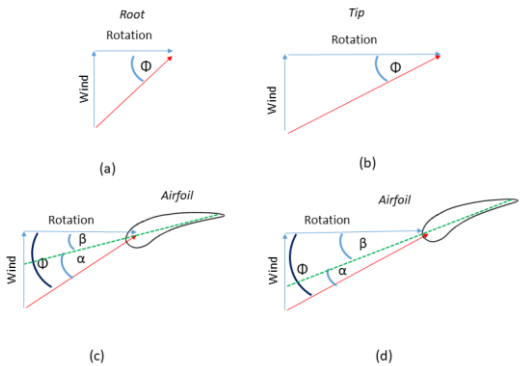 Root
Rotation
Φ
Wind
(a)
Tip
Rotation
Φ
Wind
(b)
Airfoil
Rotation
β
Φ
α
Wind
(c)
Airfoil
Rotation
β
Φ
α
Wind
(d)